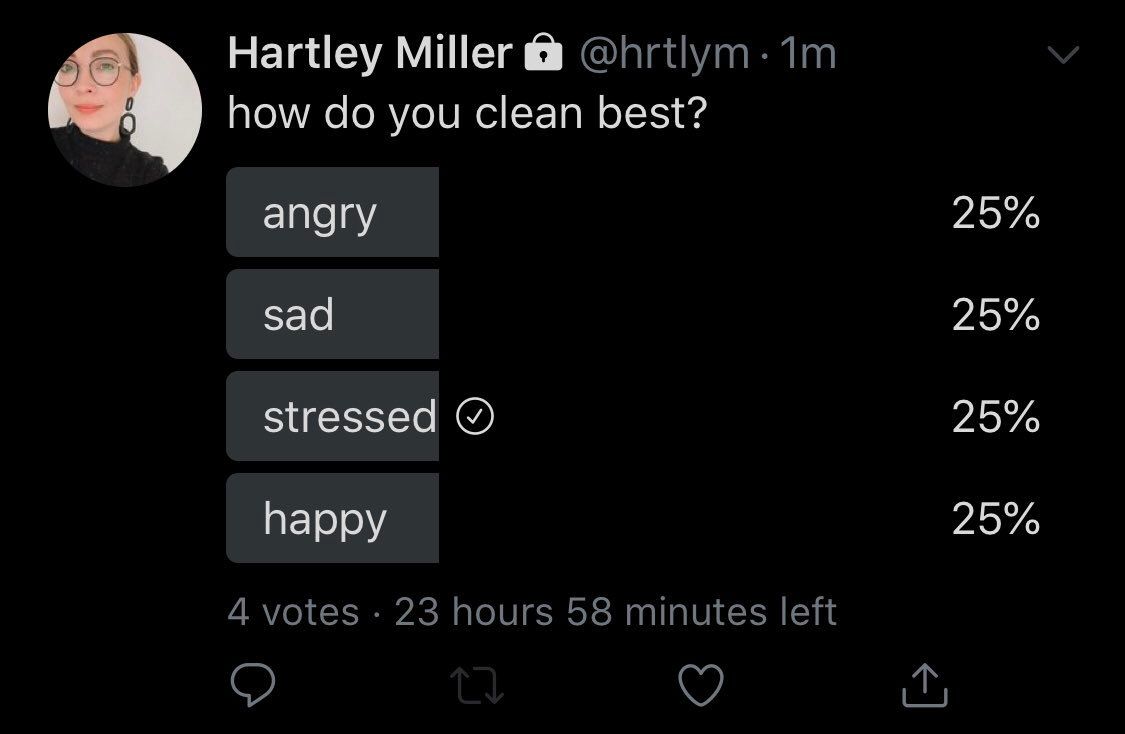 Hartley Miller @hrtlym · 1m
how do you clean best?
angry 25%
sad 25%
stressed 25%
happy 25%
4 votes · 23 hours 58 minutes left